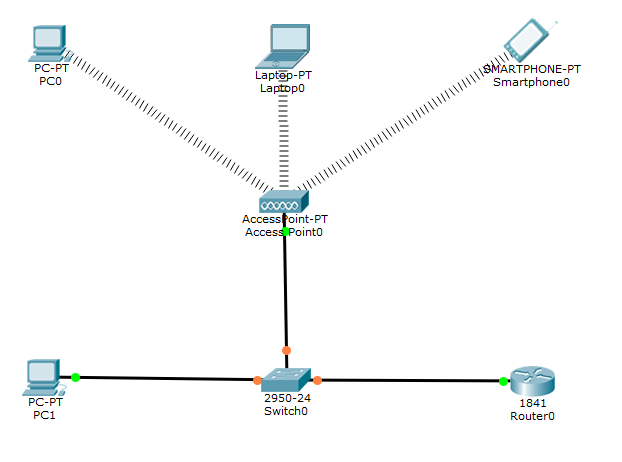 PC-PT
PC0
Laptop-PT
Laptop0
SMARTPHONE-PT
Smartphone0
AccessPoint-PT
Access Point0
PC-PT
PC1
2950-24
Switch0
1841
Router0